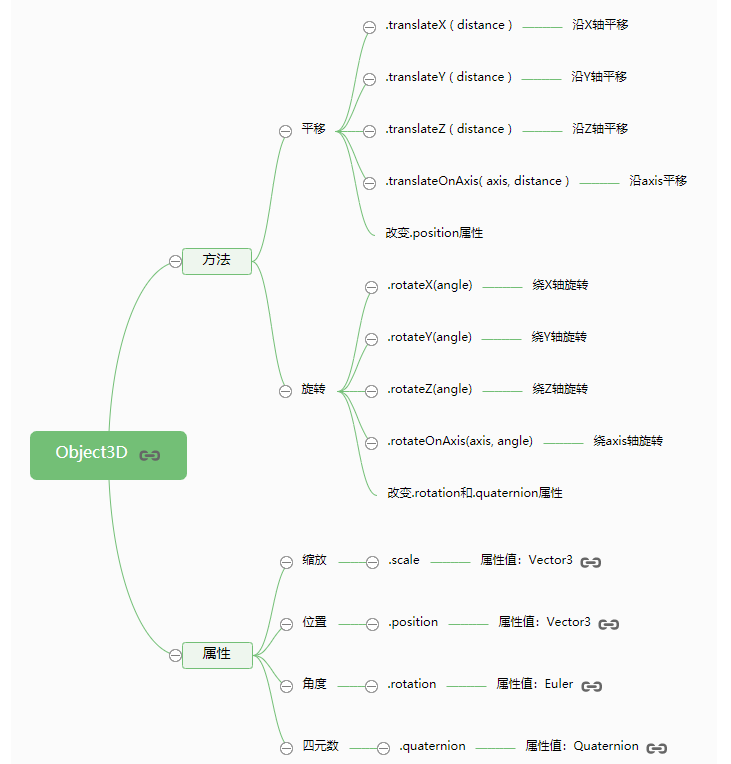 .translateX ( distance ) 沿X轴平移
.translateY ( distance ) 沿Y轴平移
平移 .translateZ ( distance ) 沿Z轴平移
.translateOnAxis( axis, distance ) 沿axis平移
改变.position属性
方法
.rotateX(angle) 绕X轴旋转
.rotateY(angle) 绕Y轴旋转
旋转 .rotateZ(angle) 绕Z轴旋转
.rotateOnAxis(axis, angle) 绕axis轴旋转
Object3D
改变.rotation和.quaternion属性
缩放 .scale 属性值：Vector3
位置 .position 属性值：Vector3
属性
角度 .rotation 属性值：Euler
四元数 .quaternion 属性值：Quaternion